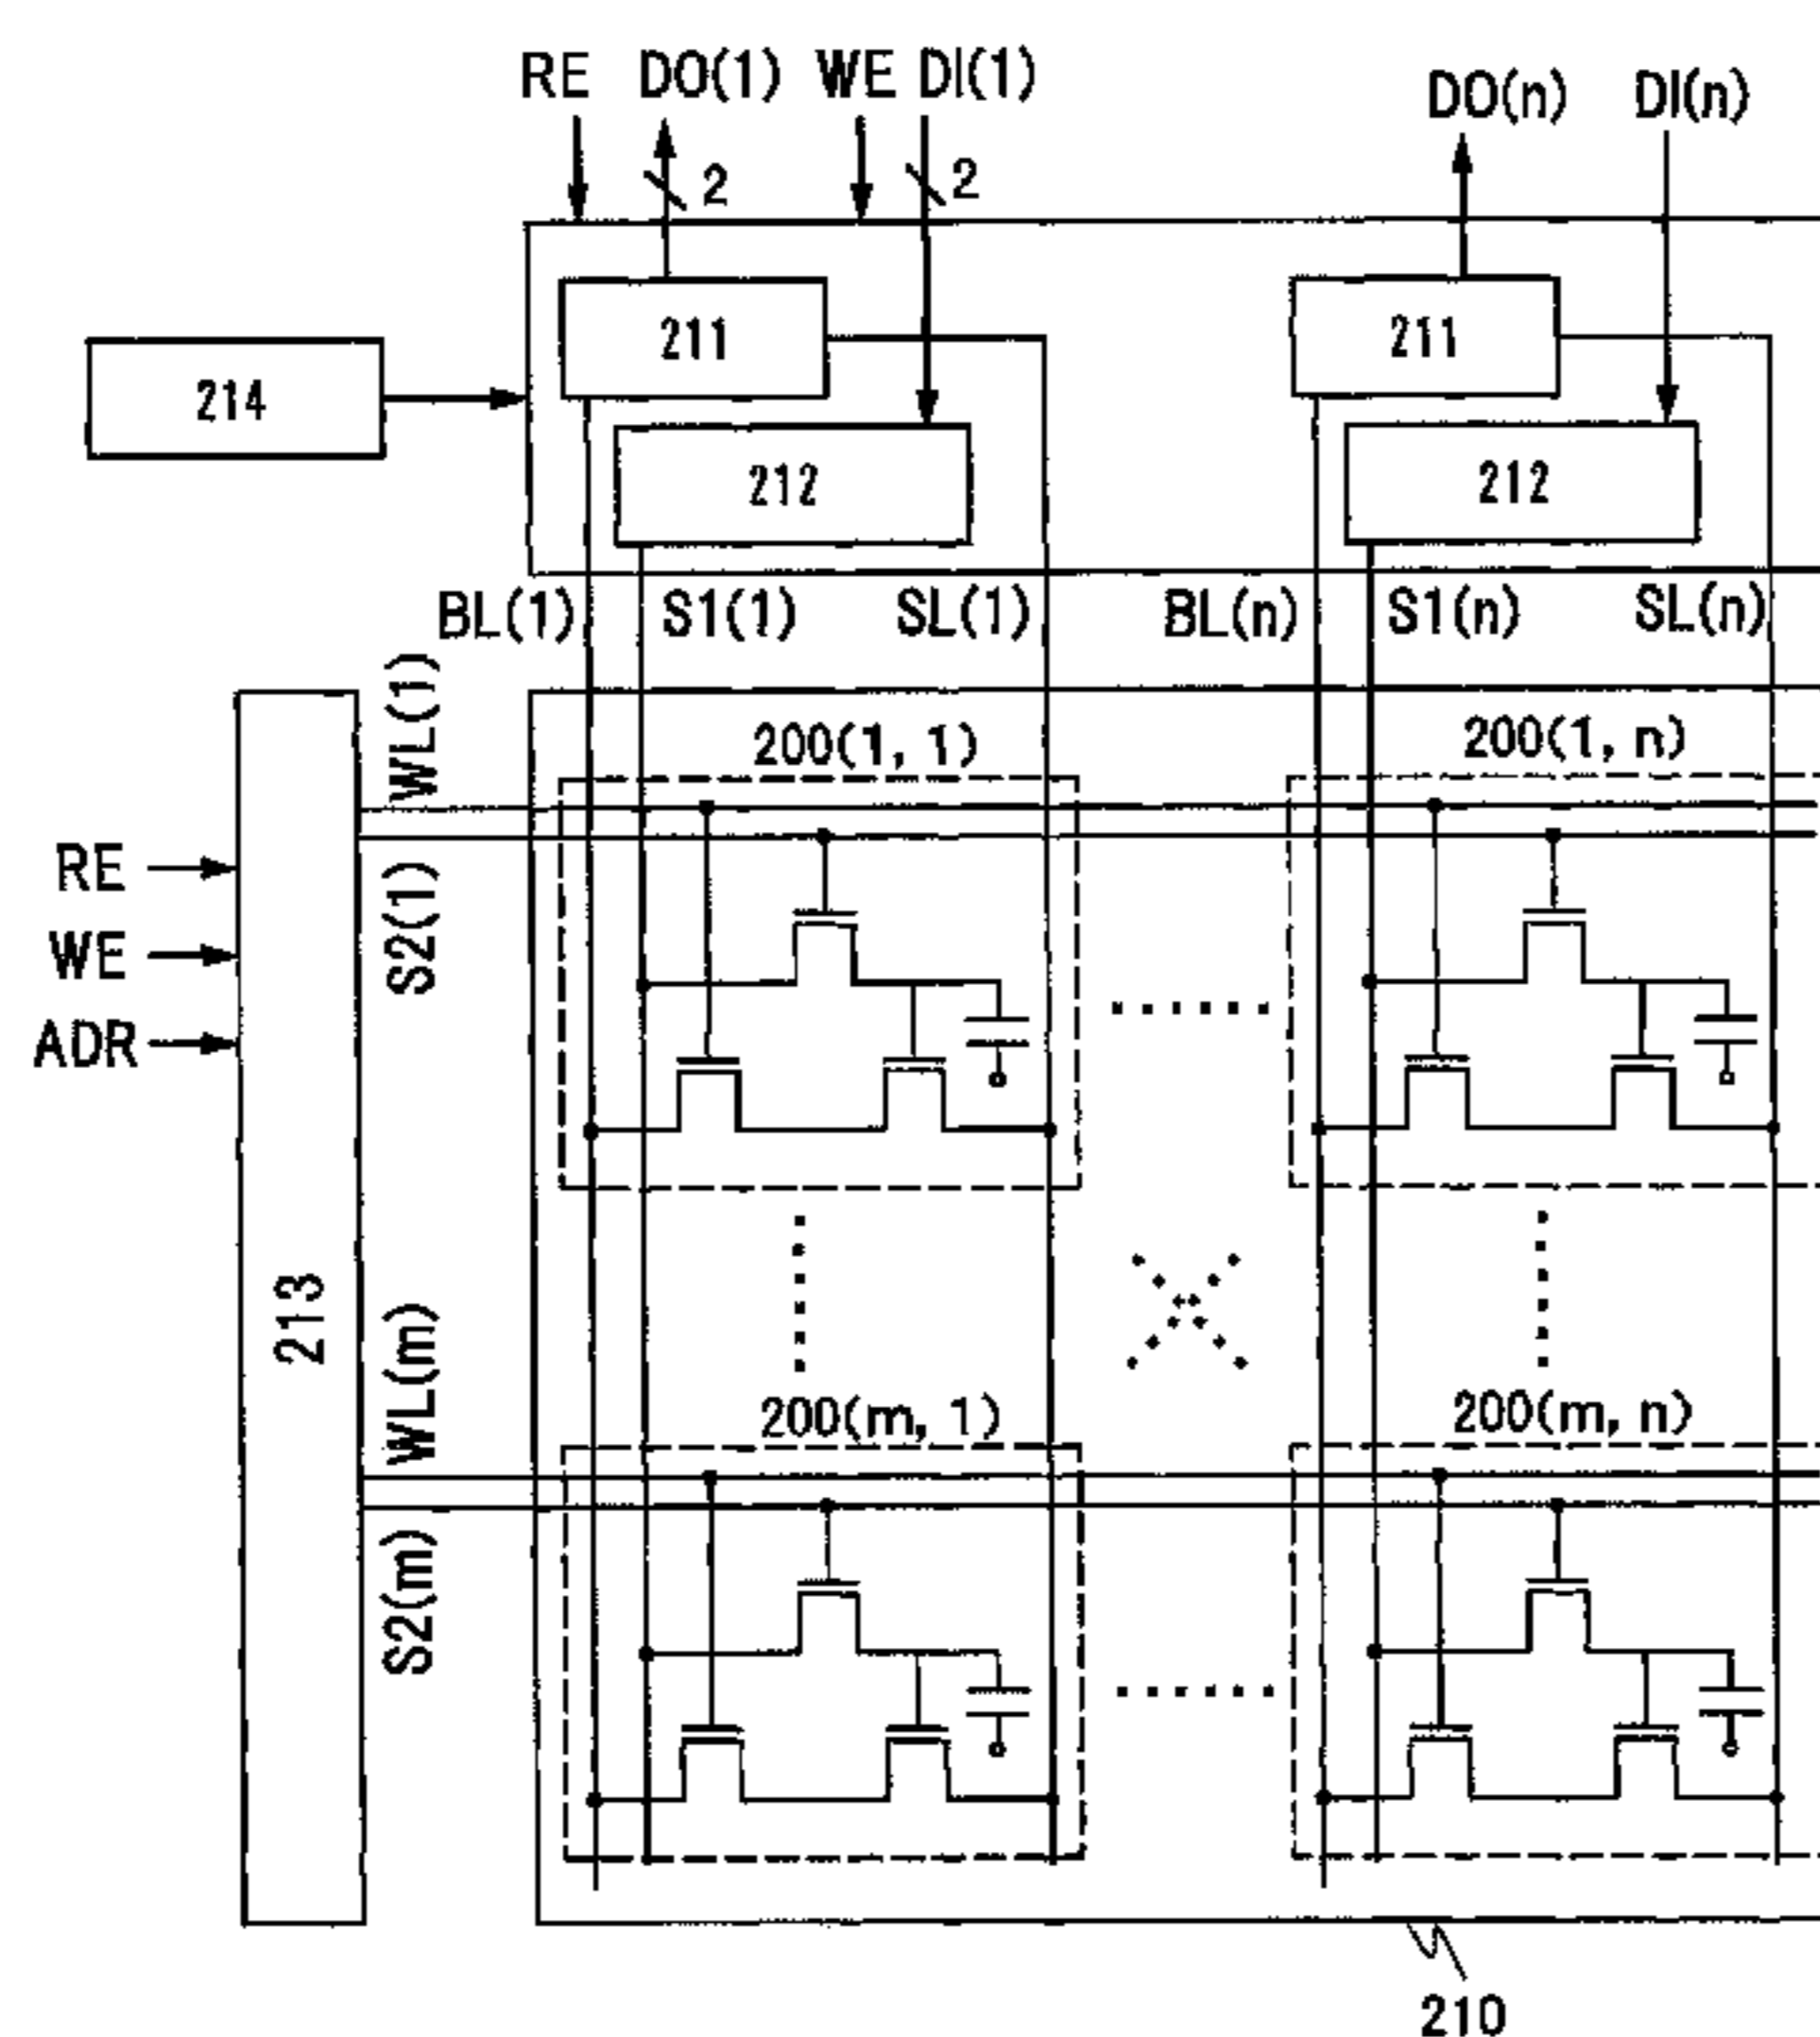 RE DO(1) WE DI(1) DO(n) DI(n)
2 2
211 211
214
212 212
BL(1) S1(1) SL(1) BL(n) S1(n) SL(n)
WL(1)
200(1, 1) 200(1, n)
RE
S2(1)
WE
ADR
213
WL(m)
200(m, 1) 200(m, n)
S2(m)
210